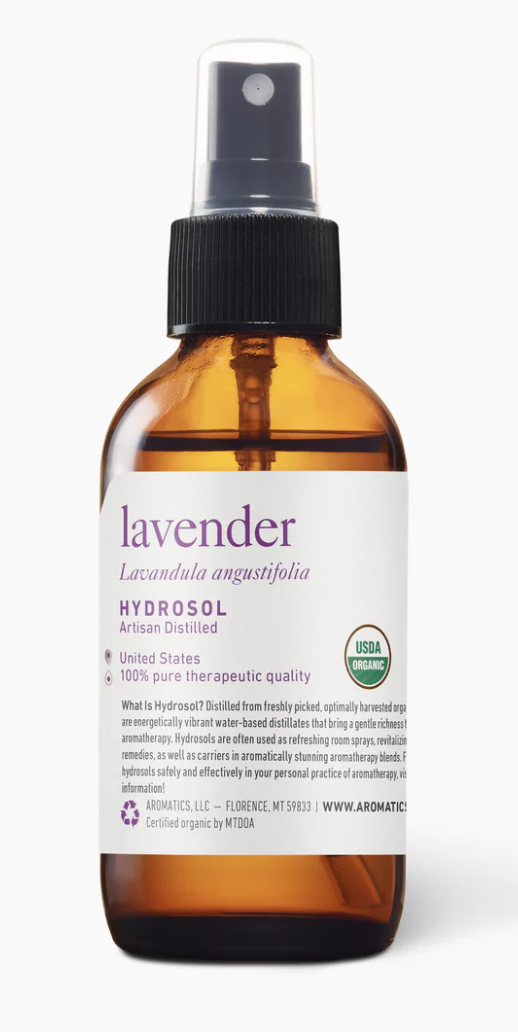 lavender
Lavandula angustifolia
HYDROSOL
Artisan Distilled
United States
100% pure therapeutic quality
USDA
ORGANIC
What Is Hydrosol? Distilled from freshly picked, optimally harvested orga
are energetically vibrant water-based distillates that bring a gentle richness t
aromatherapy. Hydrosols are often used as refreshing room sprays, revitalizin
remedies, as well as carriers in aromatically stunning aromatherapy blends. F
hydrosols safely and effectively in your personal practice of aromatherapy, vis
information!
AROMATICS, LLC — FLORENCE, MT 59833 | WWW.AROMATICS
Certified organic by MTDOA